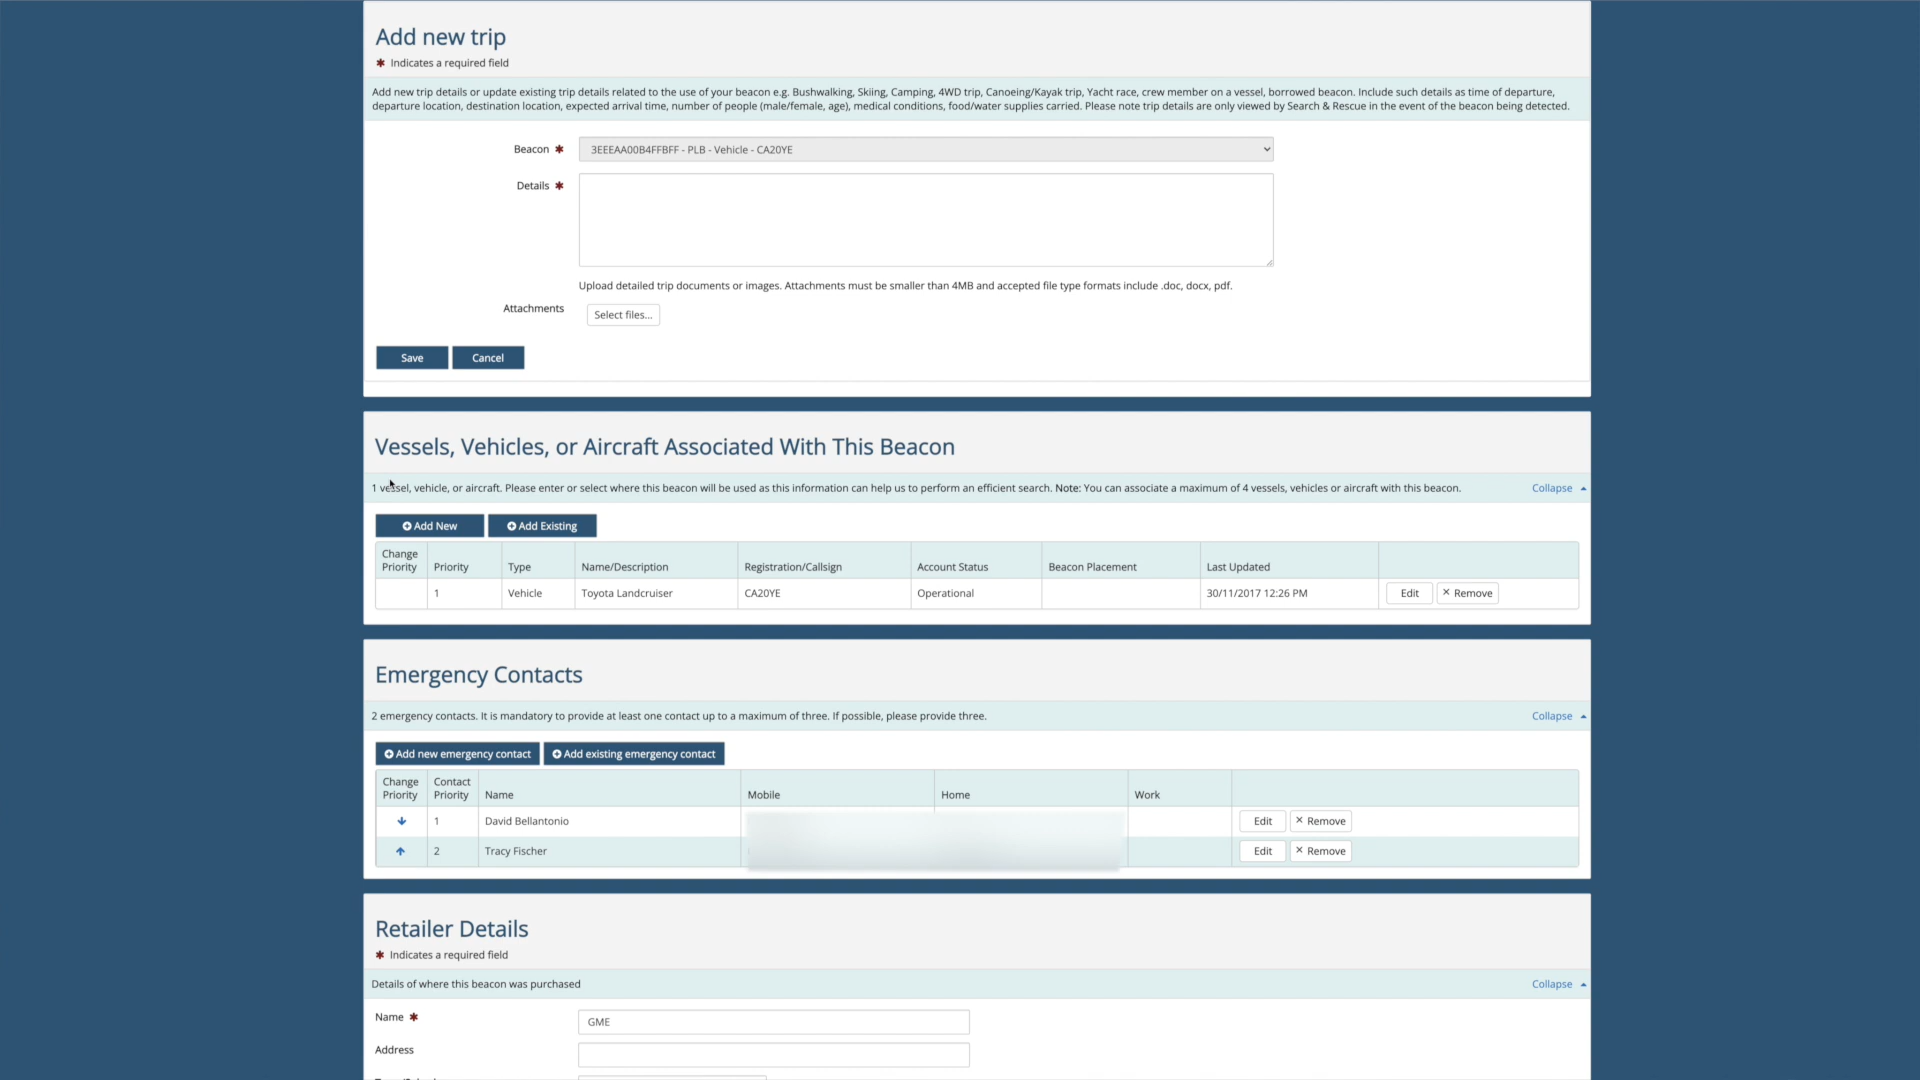 Add new trip
* Indicates a required field
Add new trip details or update existing trip details related to the use of your beacon e.g. Bushwalking, Skiing, Camping, 4WD trip, Canoeing/Kayak trip, Yacht race, crew member on a vessel, borrowed beacon. Include such details as time of departure,
departure location, destination location, expected arrival time, number of people (male/female, age), medical conditions, food/water supplies carried. Please note trip details are only viewed by Search & Rescue in the event of the beacon being detected.
Beacon * 3EEEAA00B4FFBFF - PLB - Vehicle - CA20YE
Details *
Upload detailed trip documents or images. Attachments must be smaller than 4MB and accepted file type formats include .doc, docx, pdf.
Attachments Select files...
Save Cancel
Vessels, Vehicles, or Aircraft Associated With This Beacon
1 vessel, vehicle, or aircraft. Please enter or select where this beacon will be used as this information can help us to perform an efficient search. Note: You can associate a maximum of 4 vessels, vehicles or aircraft with this beacon. Collapse
Add New Add Existing
Change Priority Priority Type Name/Description Registration/Callsign Account Status Beacon Placement Last Updated
1 Vehicle Toyota Landcruiser CA20YE Operational 30/11/2017 12:26 PM Edit × Remove
Emergency Contacts
2 emergency contacts. It is mandatory to provide at least one contact up to a maximum of three. If possible, please provide three. Collapse
Add new emergency contact Add existing emergency contact
Change Priority Contact Priority Name Mobile Home Work
1 David Bellantonio Edit × Remove
2 Tracy Fischer Edit × Remove
Retailer Details
* Indicates a required field
Details of where this beacon was purchased Collapse
Name * GME
Address